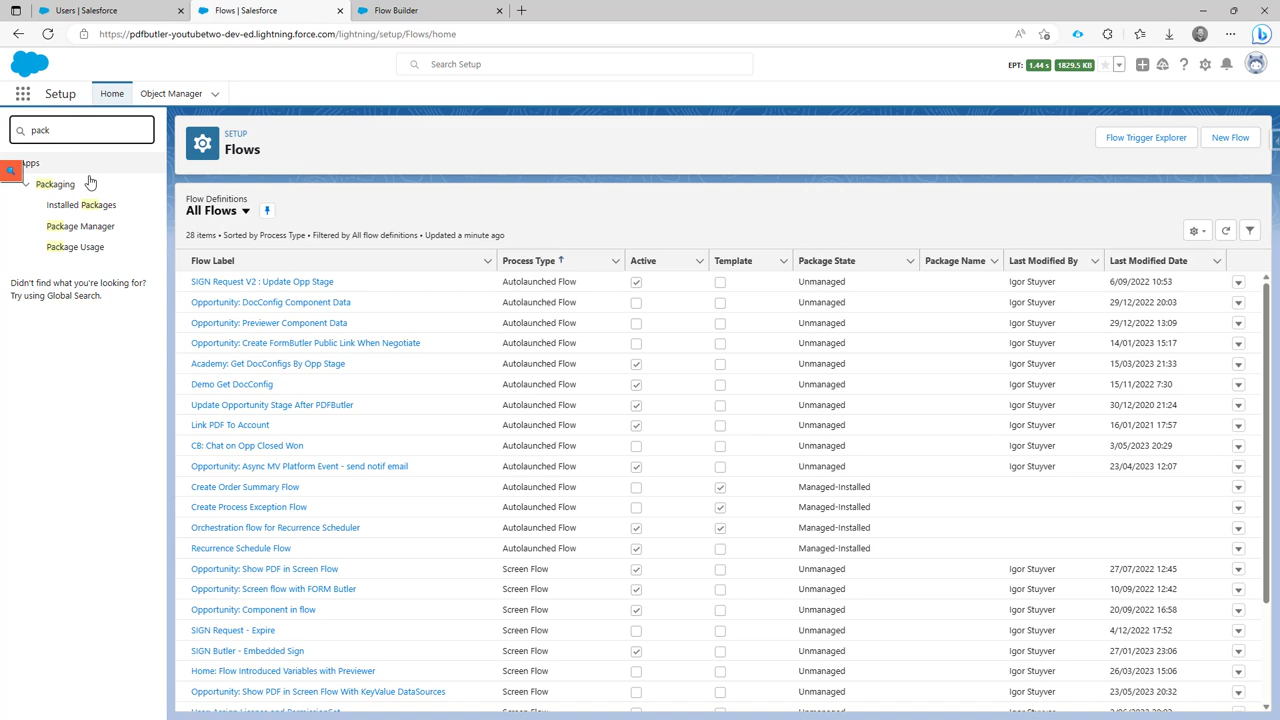 Users | Salesforce
Flows | Salesforce
Flow Builder
https://pdfbutler-youtubetwo-dev-ed.lightning.force.com/lightning/setup/Flows/home
Search Setup
EPT: 1.44 s 1829.5 KB
Setup Home Object Manager
pack
Apps
Packaging
Installed Packages
Package Manager
Package Usage
Didn't find what you're looking for?
Try using Global Search.
SETUP
Flows
Flow Trigger Explorer
New Flow
Flow Definitions
All Flows
28 items • Sorted by Process Type • Filtered by All flow definitions • Updated a minute ago
Flow Label Process Type Active Template Package State Package Name Last Modified By Last Modified Date
SIGN Request V2 : Update Opp Stage Autolaunched Flow Unmanaged Igor Stuyver 6/09/2022 10:53
Opportunity: DocConfig Component Data Autolaunched Flow Unmanaged Igor Stuyver 29/12/2022 20:03
Opportunity: Previewer Component Data Autolaunched Flow Unmanaged Igor Stuyver 29/12/2022 13:09
Opportunity: Create FormButler Public Link When Negotiate Autolaunched Flow Unmanaged Igor Stuyver 14/01/2023 15:17
Academy: Get DocConfigs By Opp Stage Autolaunched Flow Unmanaged Igor Stuyver 15/03/2023 21:33
Demo Get DocConfig Autolaunched Flow Unmanaged Igor Stuyver 15/11/2022 7:30
Update Opportunity Stage After PDFButler Autolaunched Flow Unmanaged Igor Stuyver 30/12/2020 21:24
Link PDF To Account Autolaunched Flow Unmanaged Igor Stuyver 16/01/2021 17:57
CB: Chat on Opp Closed Won Autolaunched Flow Unmanaged Igor Stuyver 3/05/2023 20:29
Opportunity: Async MV Platform Event - send notif email Autolaunched Flow Unmanaged Igor Stuyver 23/04/2023 12:07
Create Order Summary Flow Autolaunched Flow Managed-Installed
Create Process Exception Flow Autolaunched Flow Managed-Installed
Orchestration flow for Recurrence Scheduler Autolaunched Flow Managed-Installed
Recurrence Schedule Flow Autolaunched Flow Managed-Installed
Opportunity: Show PDF in Screen Flow Screen Flow Unmanaged Igor Stuyver 27/07/2022 12:45
Opportunity: Screen flow with FORM Butler Screen Flow Unmanaged Igor Stuyver 10/09/2022 12:42
Opportunity: Component in flow Screen Flow Unmanaged Igor Stuyver 20/09/2022 16:58
SIGN Request - Expire Screen Flow Unmanaged Igor Stuyver 4/12/2022 17:52
SIGN Butler - Embedded Sign Screen Flow Unmanaged Igor Stuyver 27/01/2023 23:06
Home: Flow Introduced Variables with Previewer Screen Flow Unmanaged Igor Stuyver 26/03/2023 15:06
Opportunity: Show PDF in Screen Flow With KeyValue DataSources Screen Flow Unmanaged Igor Stuyver 23/05/2023 20:32